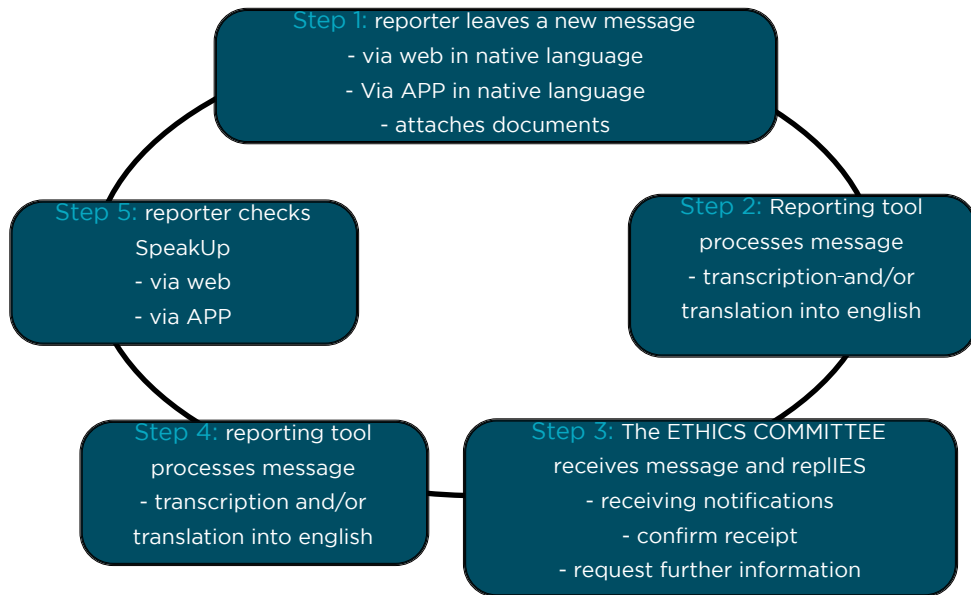 Step 1: reporter leaves a new message
- via web in native language
- Via APP in native language
- attaches documents
Step 2: Reporting tool
processes message
- transcription-and/or
translation into english
Step 3: The ETHICS COMMITTEE
receives message and replIES
- receiving notifications
- confirm receipt
- request further information
Step 4: reporting tool
processes message
- transcription and/or
translation into english
Step 5: reporter checks
SpeakUp
- via web
- via APP